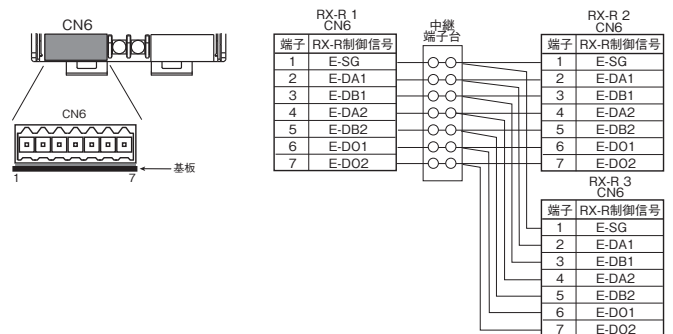 CN6
CN6
1 7
基板
RX-R 1
CN6
端子 RX-R制御信号
1 E-SG
2 E-DA1
3 E-DB1
4 E-DA2
5 E-DB2
6 E-DO1
7 E-DO2
中継
端子台
RX-R 2
CN6
端子 RX-R制御信号
1 E-SG
2 E-DA1
3 E-DB1
4 E-DA2
5 E-DB2
6 E-DO1
7 E-DO2
RX-R 3
CN6
端子 RX-R制御信号
1 E-SG
2 E-DA1
3 E-DB1
4 E-DA2
5 E-DB2
6 E-DO1
7 E-DO2